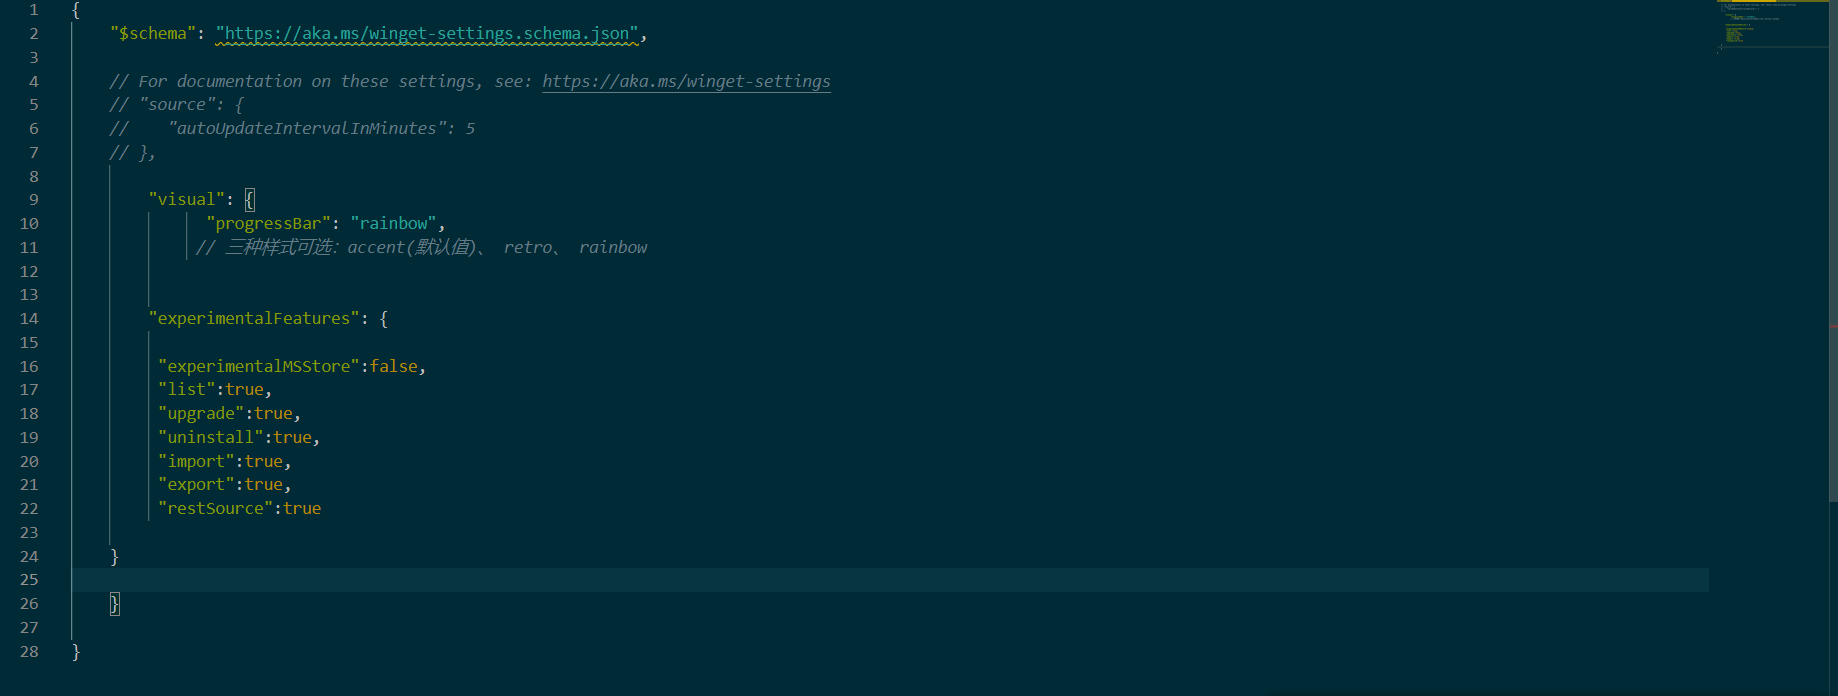 1 {
2 "$schema": "https://aka.ms/winget-settings.schema.json",
3
4 // For documentation on these settings, see: https://aka.ms/winget-settings
5 // "source": {
6 //    "autoUpdateIntervalInMinutes": 5
7 // },
8
9 "visual": {
10 "progressBar": "rainbow",
11 // 三种样式可选：accent(默认值)、 retro、 rainbow
12
13
14 "experimentalFeatures": {
15
16 "experimentalMSStore":false,
17 "list":true,
18 "upgrade":true,
19 "uninstall":true,
20 "import":true,
21 "export":true,
22 "restSource":true
23
24 }
25
26 }
27
28 }